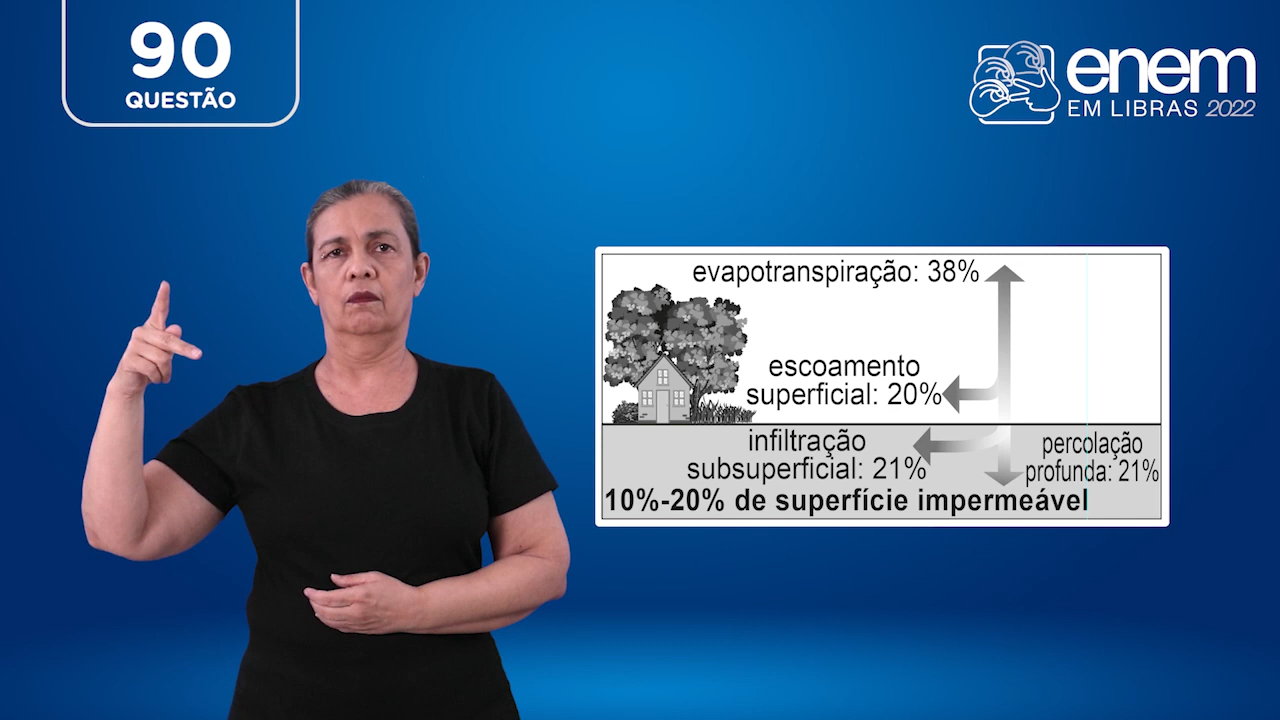 90
QUESTÃO
enem
EM LIBRAS 2022
evapotranspiração: 38%
escoamento
superficial: 20%
infiltração
subsuperficial: 21%
percolação
profunda: 21%
10%-20% de superfície impermeável